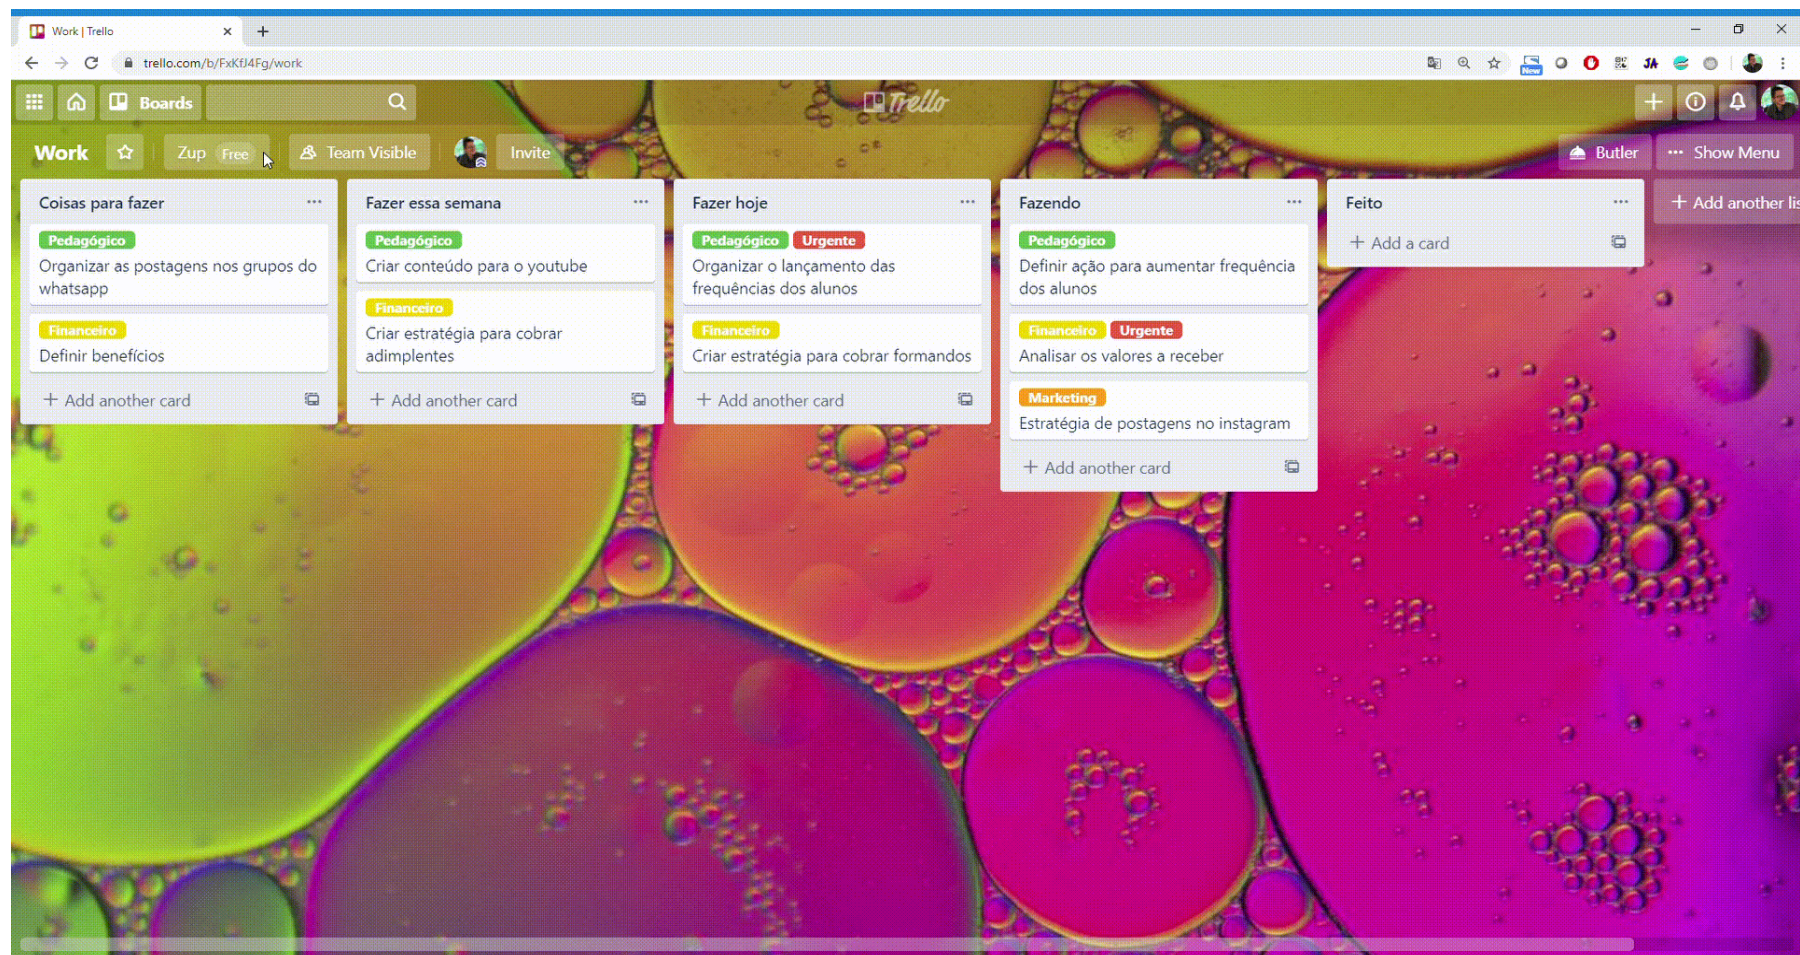 Work | Trello
trello.com/b/FxKfJ4Fg/work
New
JA
Boards
Trello
Work
Zup Free
Team Visible
Invite
Butler
Show Menu
Coisas para fazer
Pedagógico
Organizar as postagens nos grupos do
whatsapp
Financeiro
Definir benefícios
+ Add another card
Fazer essa semana
Pedagógico
Criar conteúdo para o youtube
Financeiro
Criar estratégia para cobrar
adimplentes
+ Add another card
Fazer hoje
Pedagógico Urgente
Organizar o lançamento das
frequências dos alunos
Financeiro
Criar estratégia para cobrar formandos
+ Add another card
Fazendo
Pedagógico
Definir ação para aumentar frequência
dos alunos
Financeiro Urgente
Analisar os valores a receber
Marketing
Estratégia de postagens no instagram
+ Add another card
Feito
+ Add a card
+ Add another lis